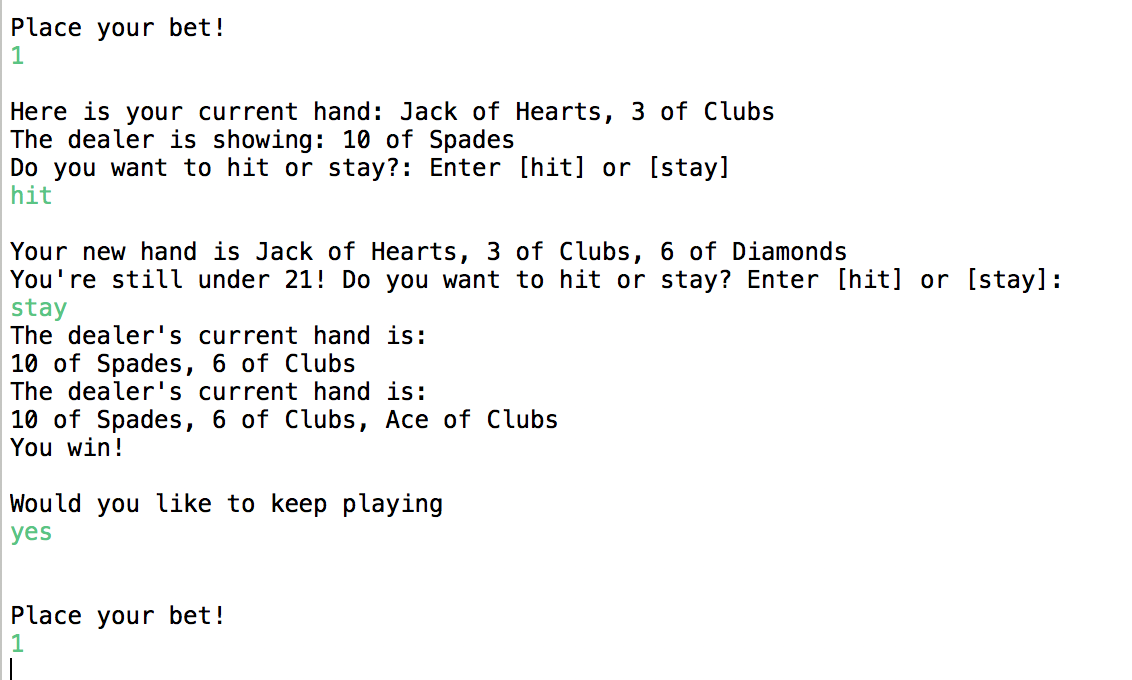 Place your bet!
1
Here is your current hand: Jack of Hearts, 3 of Clubs
The dealer is showing: 10 of Spades
Do you want to hit or stay?: Enter [hit] or [stay]
hit
Your new hand is Jack of Hearts, 3 of Clubs, 6 of Diamonds
You're still under 21! Do you want to hit or stay? Enter [hit] or [stay]:
stay
The dealer's current hand is:
10 of Spades, 6 of Clubs
The dealer's current hand is:
10 of Spades, 6 of Clubs, Ace of Clubs
You win!
Would you like to keep playing
yes
Place your bet!
1